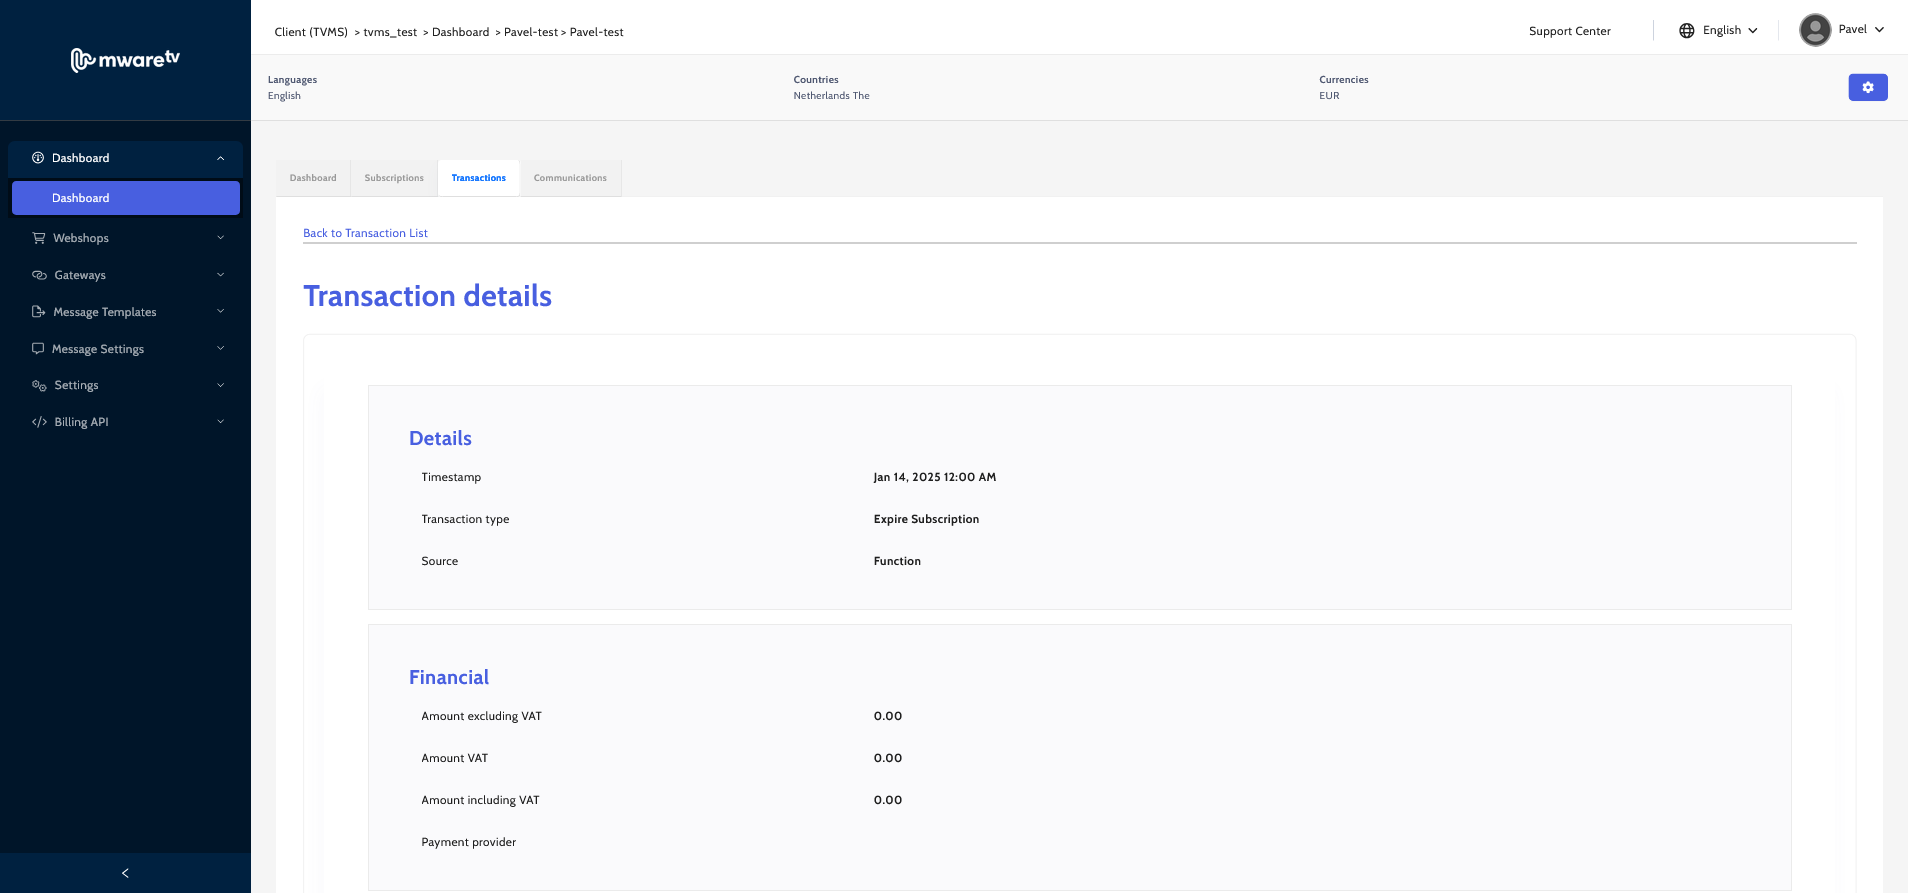 mwaretv
Client (TVMS) > tvms_test > Dashboard > Pavel-test > Pavel-test
Support Center
English
Pavel
Languages
English
Countries
Netherlands The
Currencies
EUR
Dashboard
Dashboard
Webshops
Gateways
Message Templates
Message Settings
Settings
Billing API
Dashboard Subscriptions Transactions Communications
Back to Transaction List
Transaction details
Details
Timestamp Jan 14, 2025 12:00 AM
Transaction type Expire Subscription
Source Function
Financial
Amount excluding VAT 0.00
Amount VAT 0.00
Amount including VAT 0.00
Payment provider